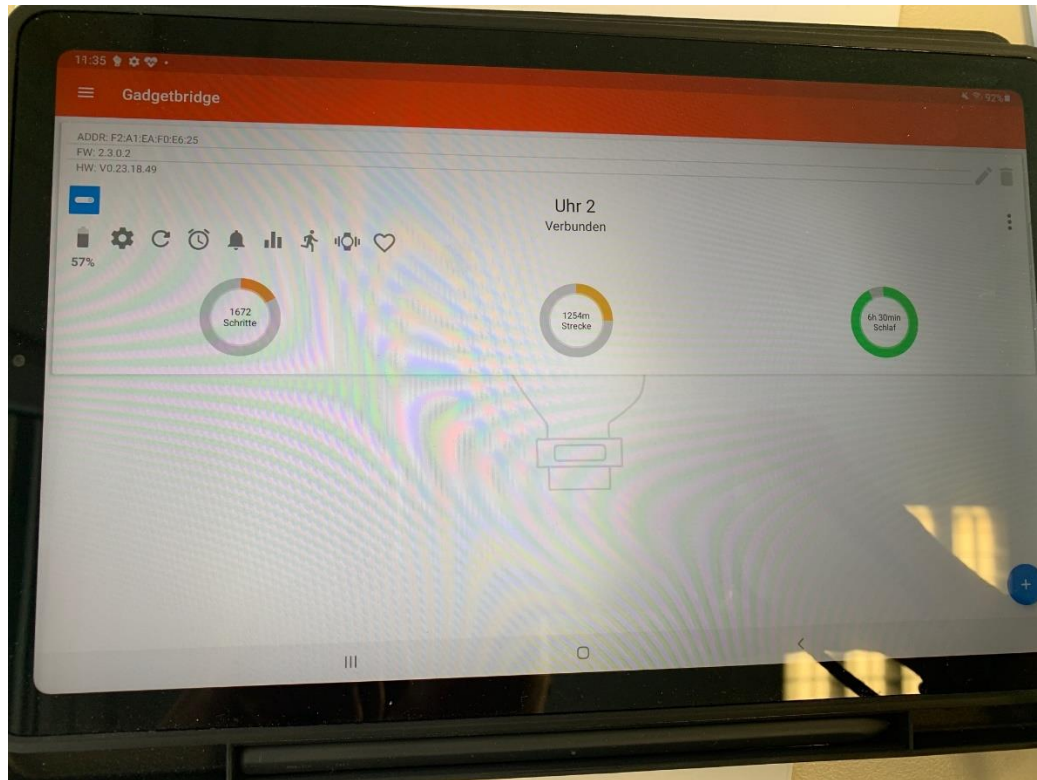 11:35
92%
Gadgetbridge
ADDR: F2:A1:EA:F0:E6:25
FW: 2.3.0.2
HW: V0.23.18.49
Uhr 2
Verbunden
57%
1672
Schritte
1254m
Strecke
6h 30min
Schlaf
+